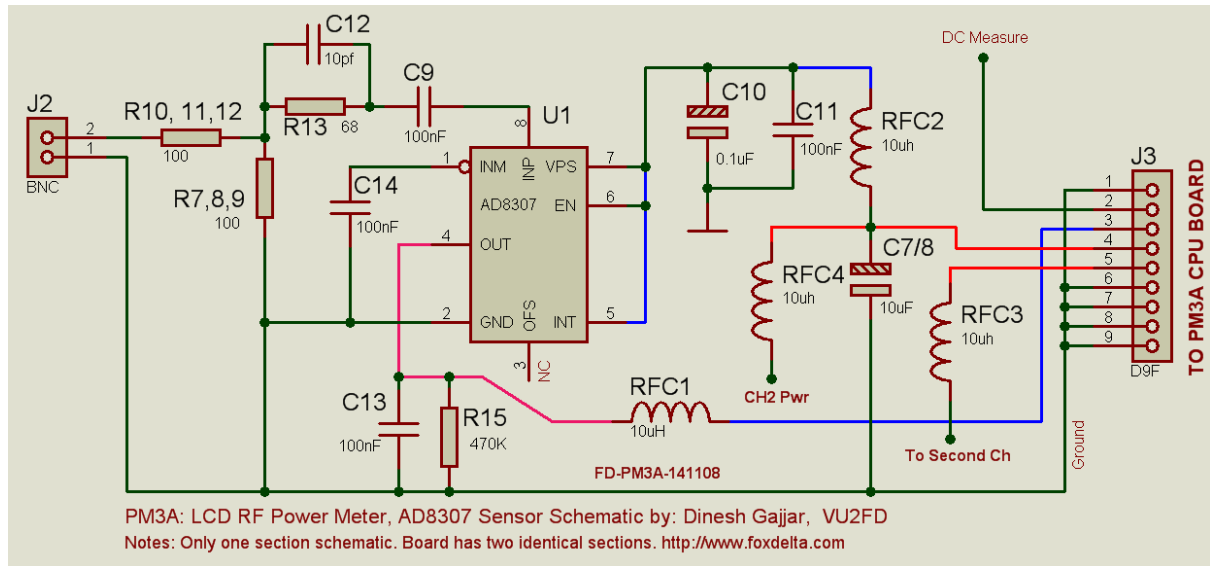 C12
10pf
J2
2
1
BNC
R10, 11,12
100
R13
68
C9
100nF
R7,8,9
100
C14
100nF
U1
8
1
INM
INP
VPS
7
AD8307
EN
6
4
OUT
2
GND
OFS
INT
5
3
NC
C10
0.1uF
C11
100nF
RFC2
10uh
DC Measure
J3
1
2
3
4
5
6
7
8
9
D9F
TO PM3A CPU BOARD
RFC4
10uh
CH2 Pwr
C7/8
10uF
RFC3
10uh
To Second Ch
Ground
C13
100nF
R15
470K
RFC1
10uH
FD-PM3A-141108
PM3A: LCD RF Power Meter, AD8307 Sensor Schematic by: Dinesh Gajjar, VU2FD
Notes: Only one section schematic. Board has two identical sections. http://www.foxdelta.com